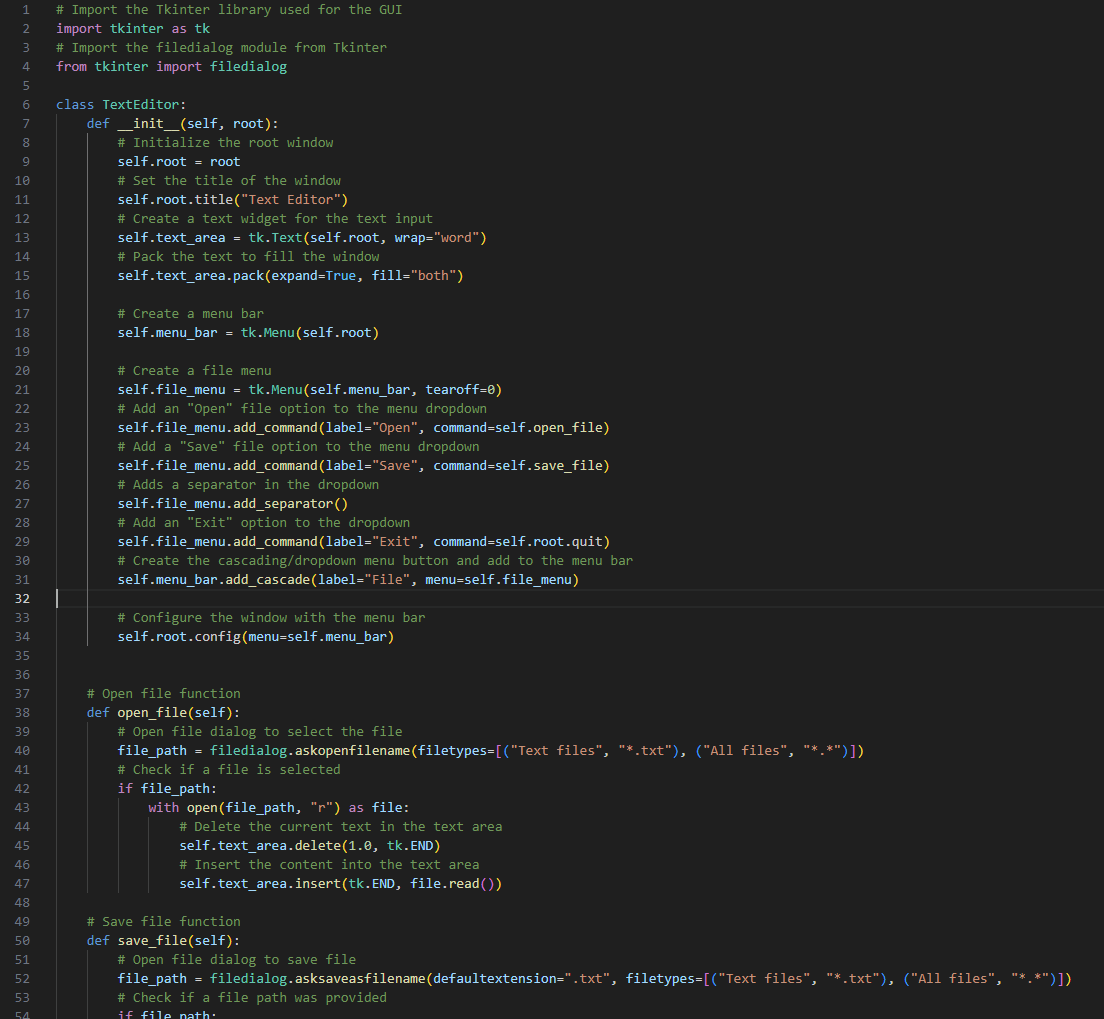 1 # Import the Tkinter library used for the GUI
2 import tkinter as tk
3 # Import the filedialog module from Tkinter
4 from tkinter import filedialog
5
6 class TextEditor:
7     def __init__(self, root):
8         # Initialize the root window
9         self.root = root
10         # Set the title of the window
11         self.root.title("Text Editor")
12         # Create a text widget for the text input
13         self.text_area = tk.Text(self.root, wrap="word")
14         # Pack the text to fill the window
15         self.text_area.pack(expand=True, fill="both")
16
17         # Create a menu bar
18         self.menu_bar = tk.Menu(self.root)
19
20         # Create a file menu
21         self.file_menu = tk.Menu(self.menu_bar, tearoff=0)
22         # Add an "Open" file option to the menu dropdown
23         self.file_menu.add_command(label="Open", command=self.open_file)
24         # Add a "Save" file option to the menu dropdown
25         self.file_menu.add_command(label="Save", command=self.save_file)
26         # Adds a separator in the dropdown
27         self.file_menu.add_separator()
28         # Add an "Exit" option to the dropdown
29         self.file_menu.add_command(label="Exit", command=self.root.quit)
30         # Create the cascading/dropdown menu button and add to the menu bar
31         self.menu_bar.add_cascade(label="File", menu=self.file_menu)
32
33         # Configure the window with the menu bar
34         self.root.config(menu=self.menu_bar)
35
36
37     # Open file function
38     def open_file(self):
39         # Open file dialog to select the file
40         file_path = filedialog.askopenfilename(filetypes=[("Text files", "*.txt"), ("All files", "*.*")])
41         # Check if a file is selected
42         if file_path:
43             with open(file_path, "r") as file:
44                 # Delete the current text in the text area
45                 self.text_area.delete(1.0, tk.END)
46                 # Insert the content into the text area
47                 self.text_area.insert(tk.END, file.read())
48
49     # Save file function
50     def save_file(self):
51         # Open file dialog to save file
52         file_path = filedialog.asksaveasfilename(defaultextension=".txt", filetypes=[("Text files", "*.txt"), ("All files", "*.*")])
53         # Check if a file path was provided
54         if file_path: